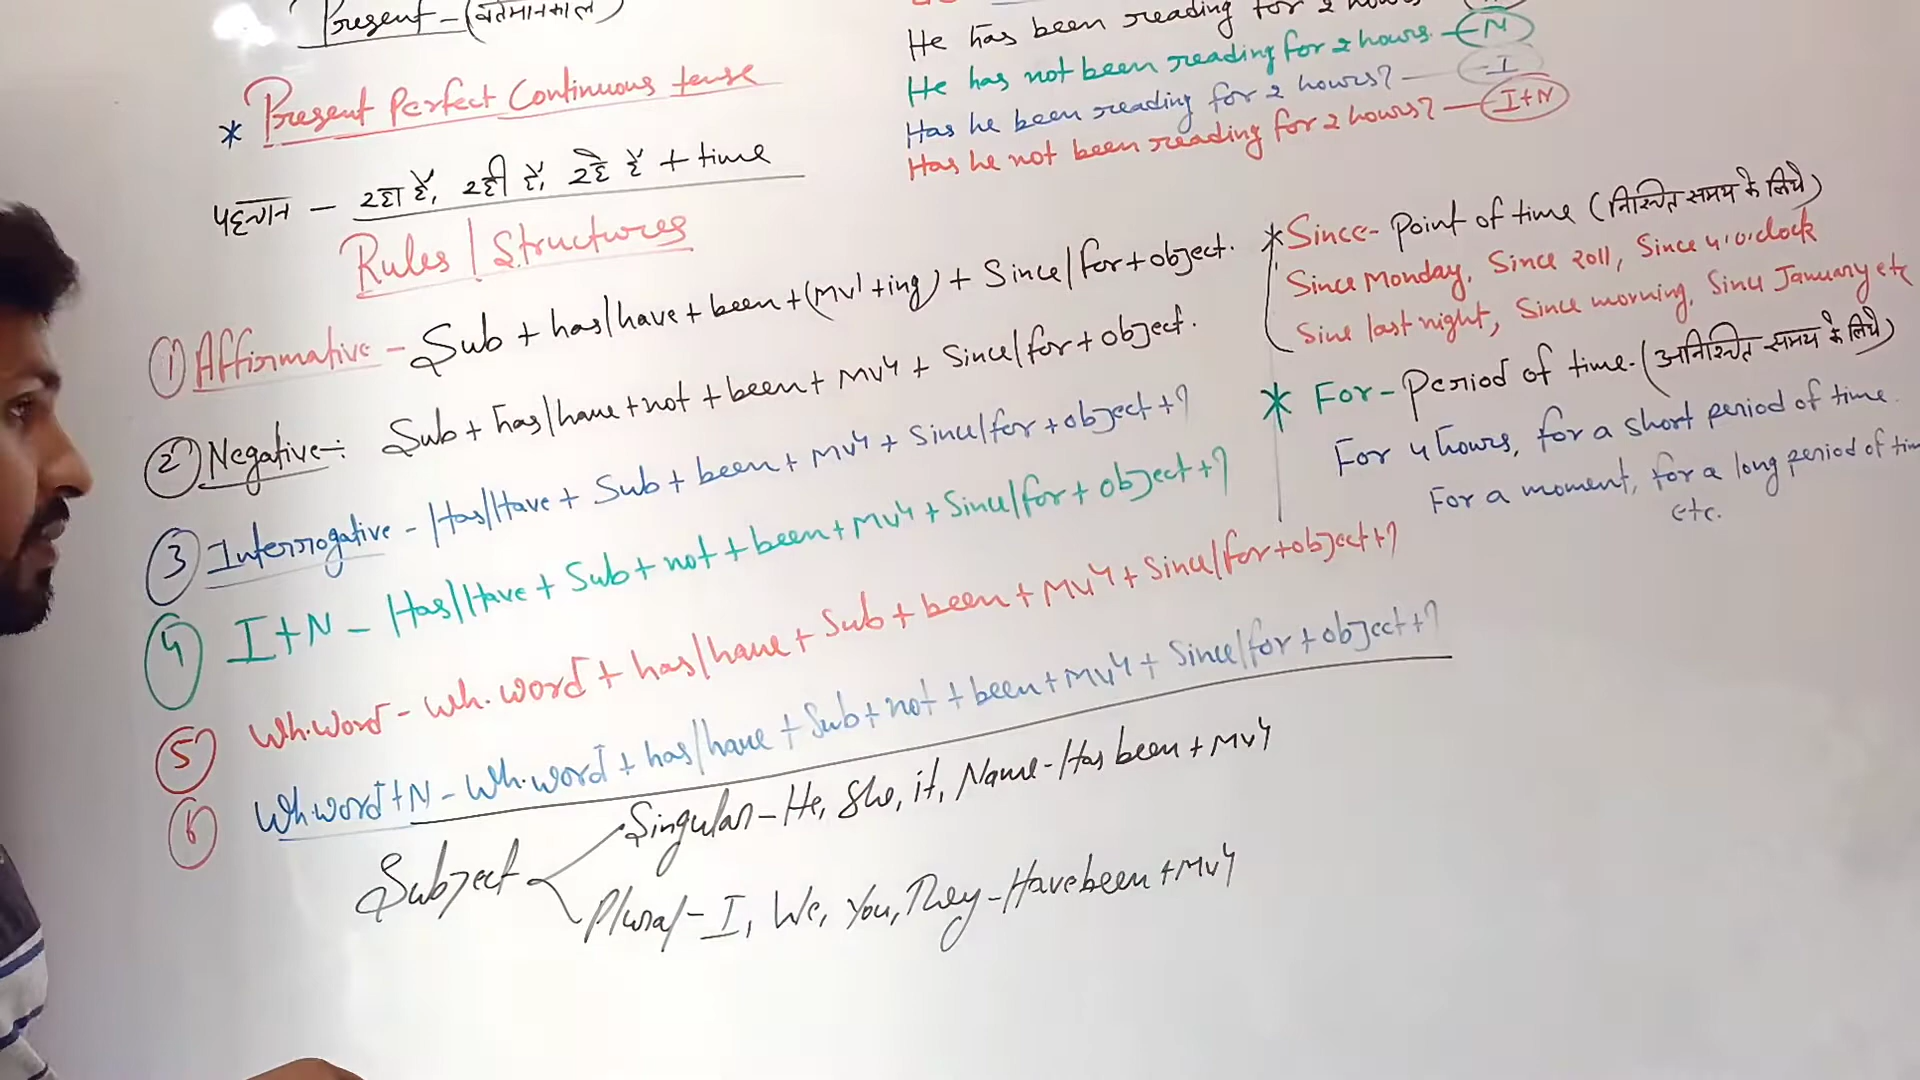 Present - (वर्तमानकाल)
* Present Perfect Continuous tense
पहचान - रहा है, रही है, रहे हैं + time
Rules | Structures
① Affirmative - Sub + has/have + been + (mv¹+ing) + Since/for + object.
② Negative -: Sub + has/have + not + been + mv4 + Since/for + object.
③ Interrogative - Has/Have + Sub + been + mv4 + Since/for + object + ?
④ I+N - Has/Have + Sub + not + been + mv4 + Since/for + object + ?
⑤ Wh.word - wh.word + has/have + Sub + been + mv4 + Since/for + object + ?
⑥ Wh.word+N - Wh.word + has/have + Sub + not + been + mv4 + Since/for + object + ?
Subject
Singular - He, She, it, Name - Has been + mv4
Plural - I, We, You, They - Have been + mv4
He has been reading for 2 hours
He has not been reading for 2 hours. - N
Has he been reading for 2 hours? - I
Has he not been reading for 2 hours? - I+N
* Since - Point of time (निश्चित समय के लिये)
Since Monday, Since 2011, Since 4'o'clock
Sine last night, Since morning, Sinu January etc
* For - Period of time. (अनिश्चित समय के लिये)
For 4 hours, for a short period of time.
For a moment, for a long period of tim
etc.